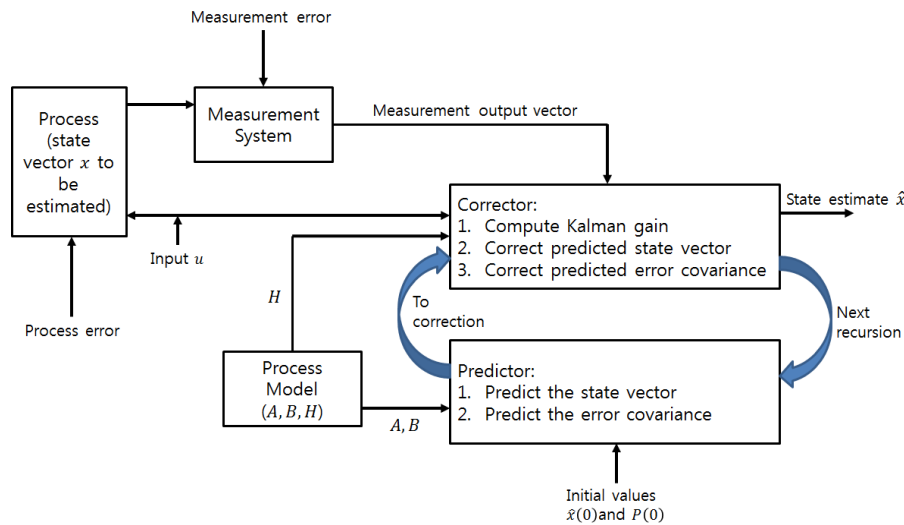 Measurement error
Process
(state
vector 𝑥 to
be
estimated)
Measurement
System
Measurement output vector
State estimate 𝑥̂
Corrector:
1. Compute Kalman gain
2. Correct predicted state vector
3. Correct predicted error covariance
Input 𝑢
Process error
𝐻
To
correction
Next
recursion
Process
Model
(𝐴, 𝐵, 𝐻)
𝐴, 𝐵
Predictor:
1. Predict the state vector
2. Predict the error covariance
Initial values
𝑥̂(0)and 𝑃(0)